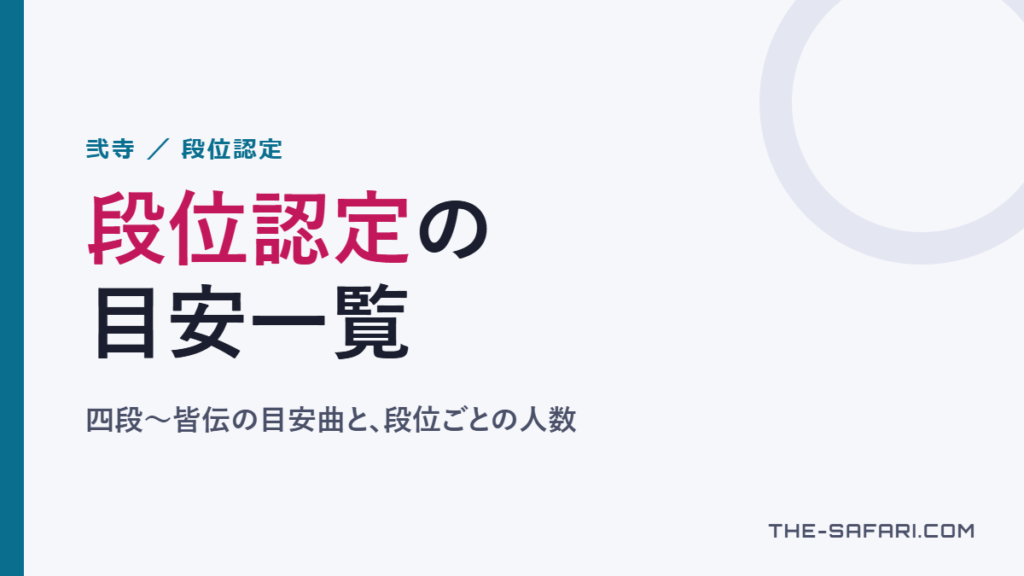 弐寺 ／ 段位認定
段位認定の
目安一覧
四段～皆伝の目安曲と、段位ごとの人数
THE-SAFARI.COM